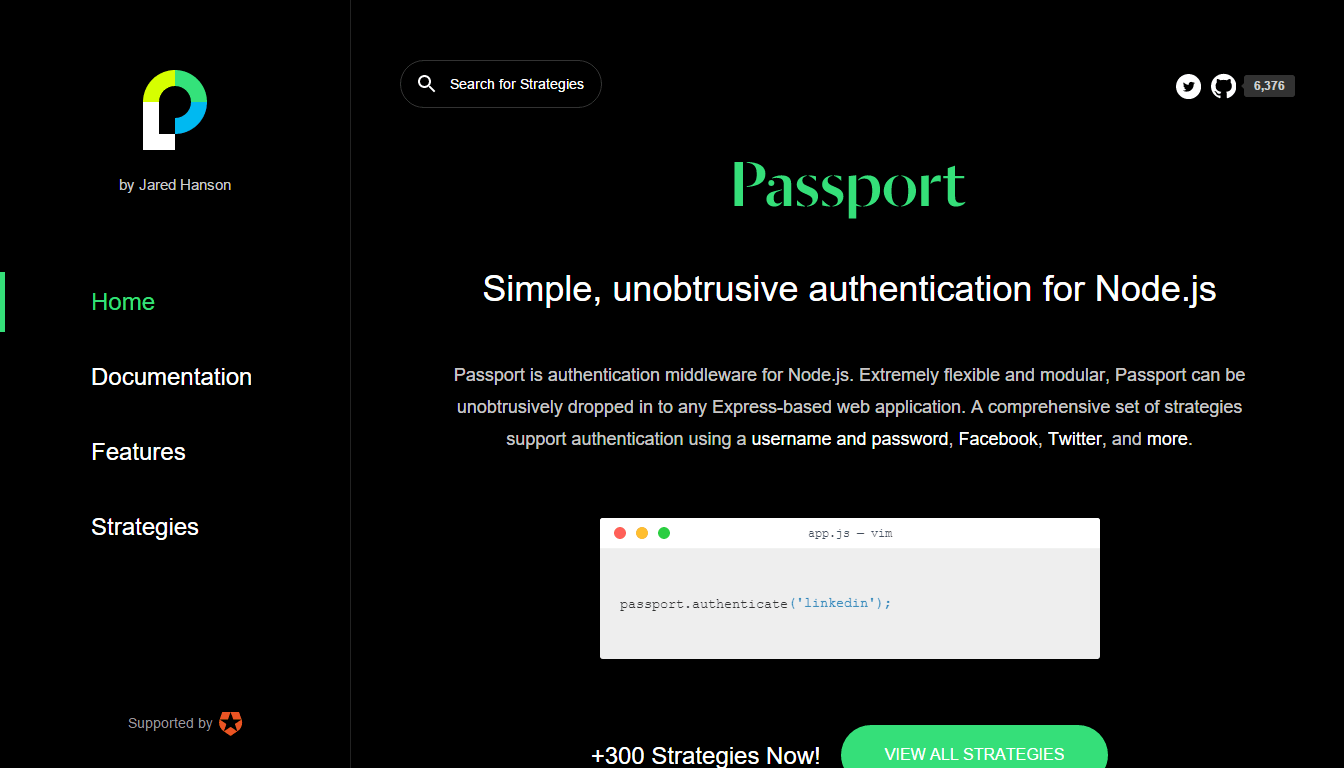 by Jared Hanson
Home
Documentation
Features
Strategies
Supported by
Search for Strategies
6,376
Passport
Simple, unobtrusive authentication for Node.js
Passport is authentication middleware for Node.js. Extremely flexible and modular, Passport can be
unobtrusively dropped in to any Express-based web application. A comprehensive set of strategies
support authentication using a username and password, Facebook, Twitter, and more.
app.js — vim
passport.authenticate('linkedin');
+300 Strategies Now!
VIEW ALL STRATEGIES